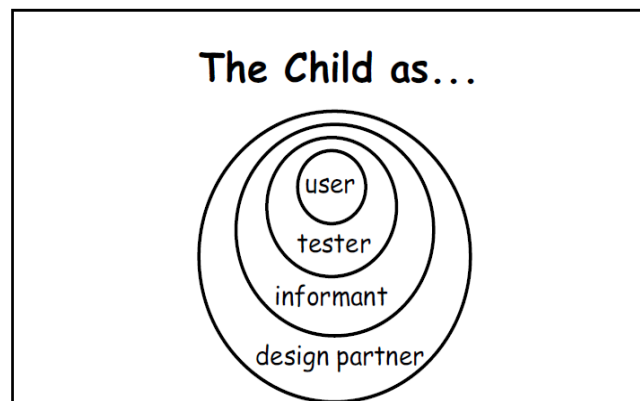 The Child as...
user
tester
informant
design partner